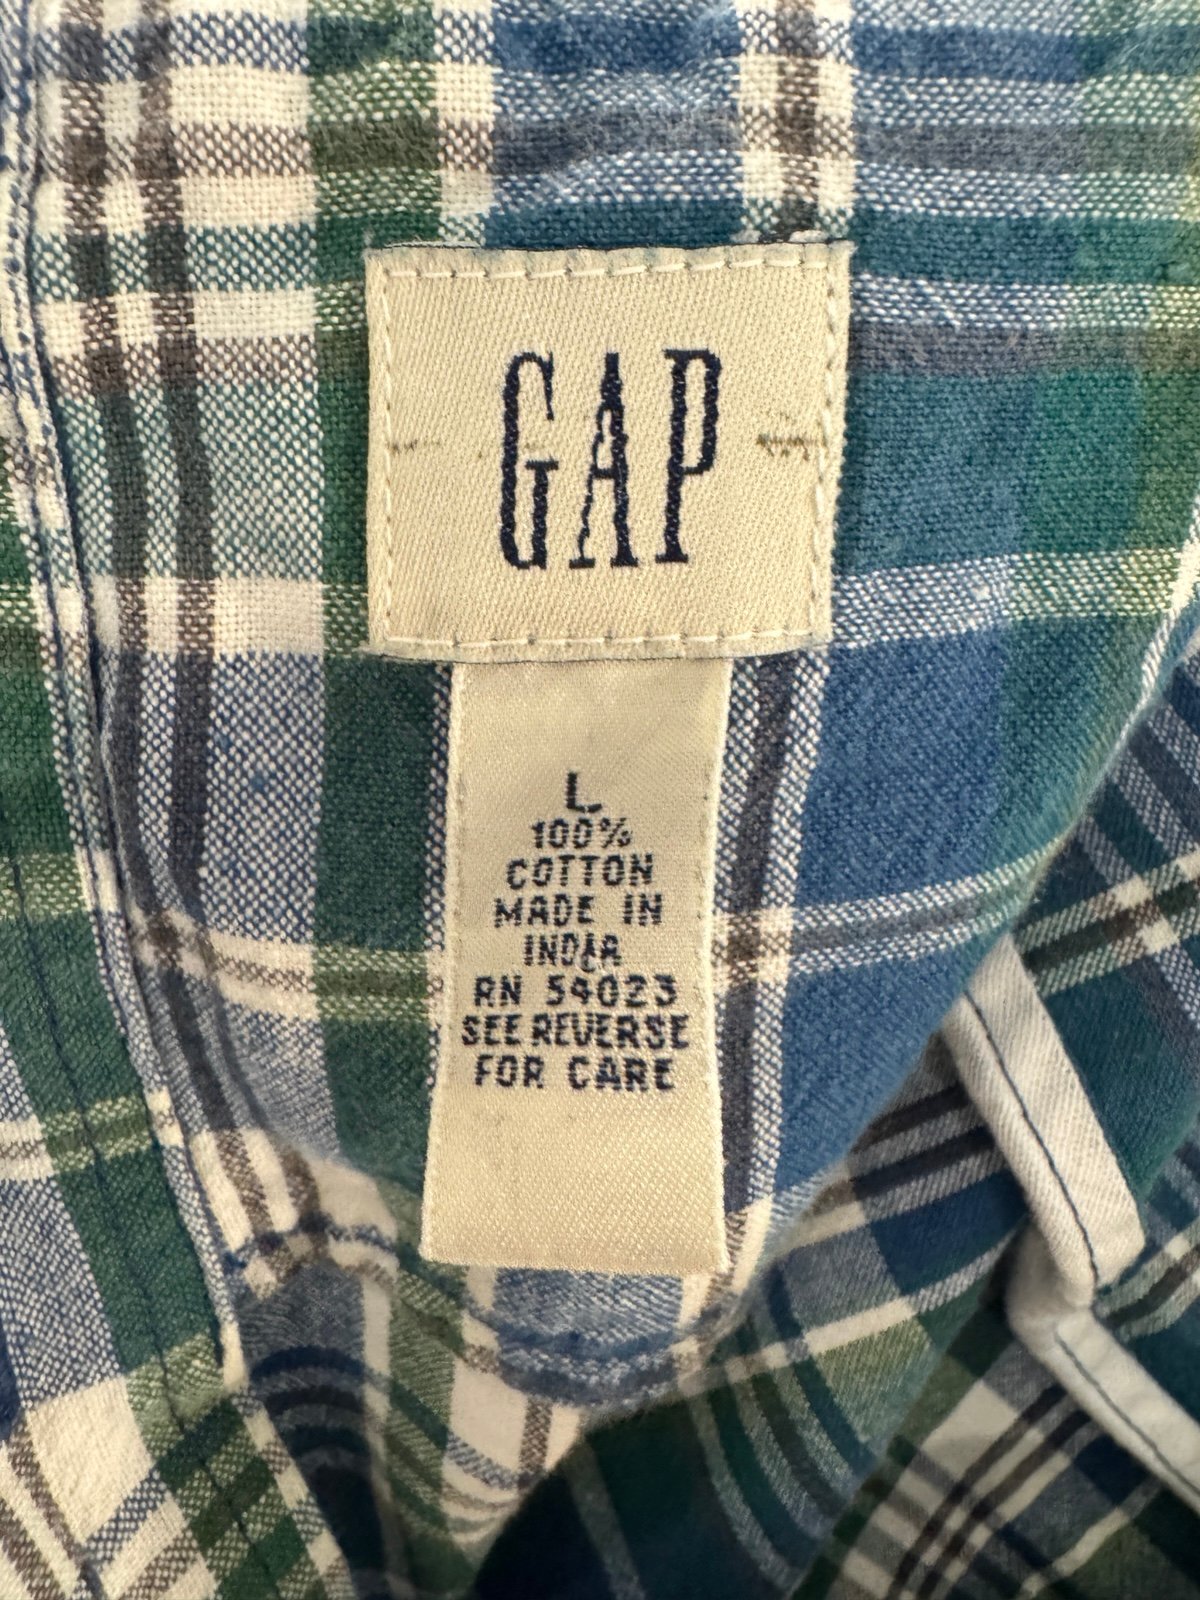 GAP
L
100%
COTTON
MADE IN
INDIA
RN 54023
SEE REVERSE
FOR CARE